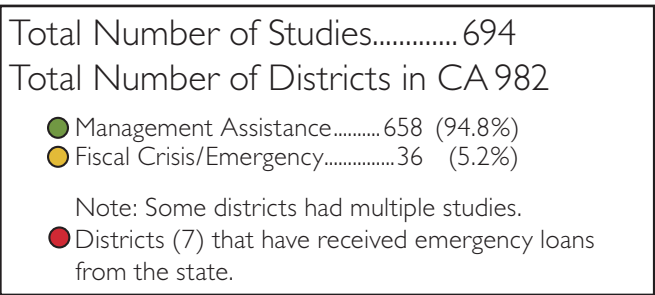 Total Number of Studies.............694
Total Number of Districts in CA 982
Management Assistance..........658 (94.8%)
Fiscal Crisis/Emergency...............36 (5.2%)
Note: Some districts had multiple studies.
Districts (7) that have received emergency loans
from the state.